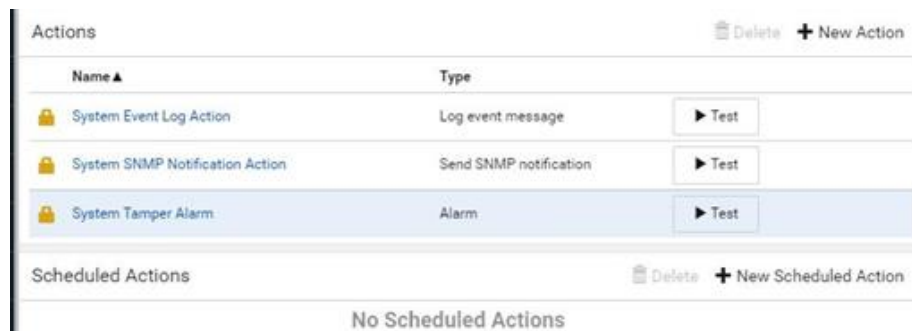 Actions Delete New Action
Name Type
System Event Log Action Log event message Test
System SNMP Notification Action Send SNMP notification Test
System Tamper Alarm Alarm Test
Scheduled Actions Delete New Scheduled Action
No Scheduled Actions